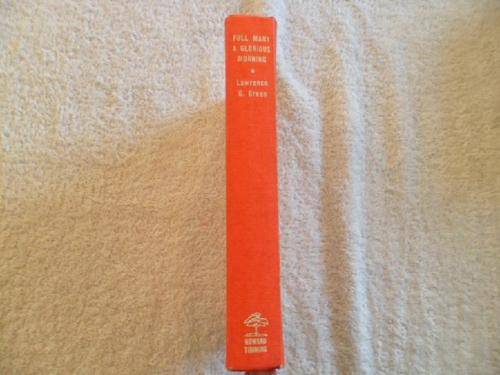 FULL MANY
A GLORIOUS
MORNING
Lawrence
G. Green
HOWARD
TIMMINS